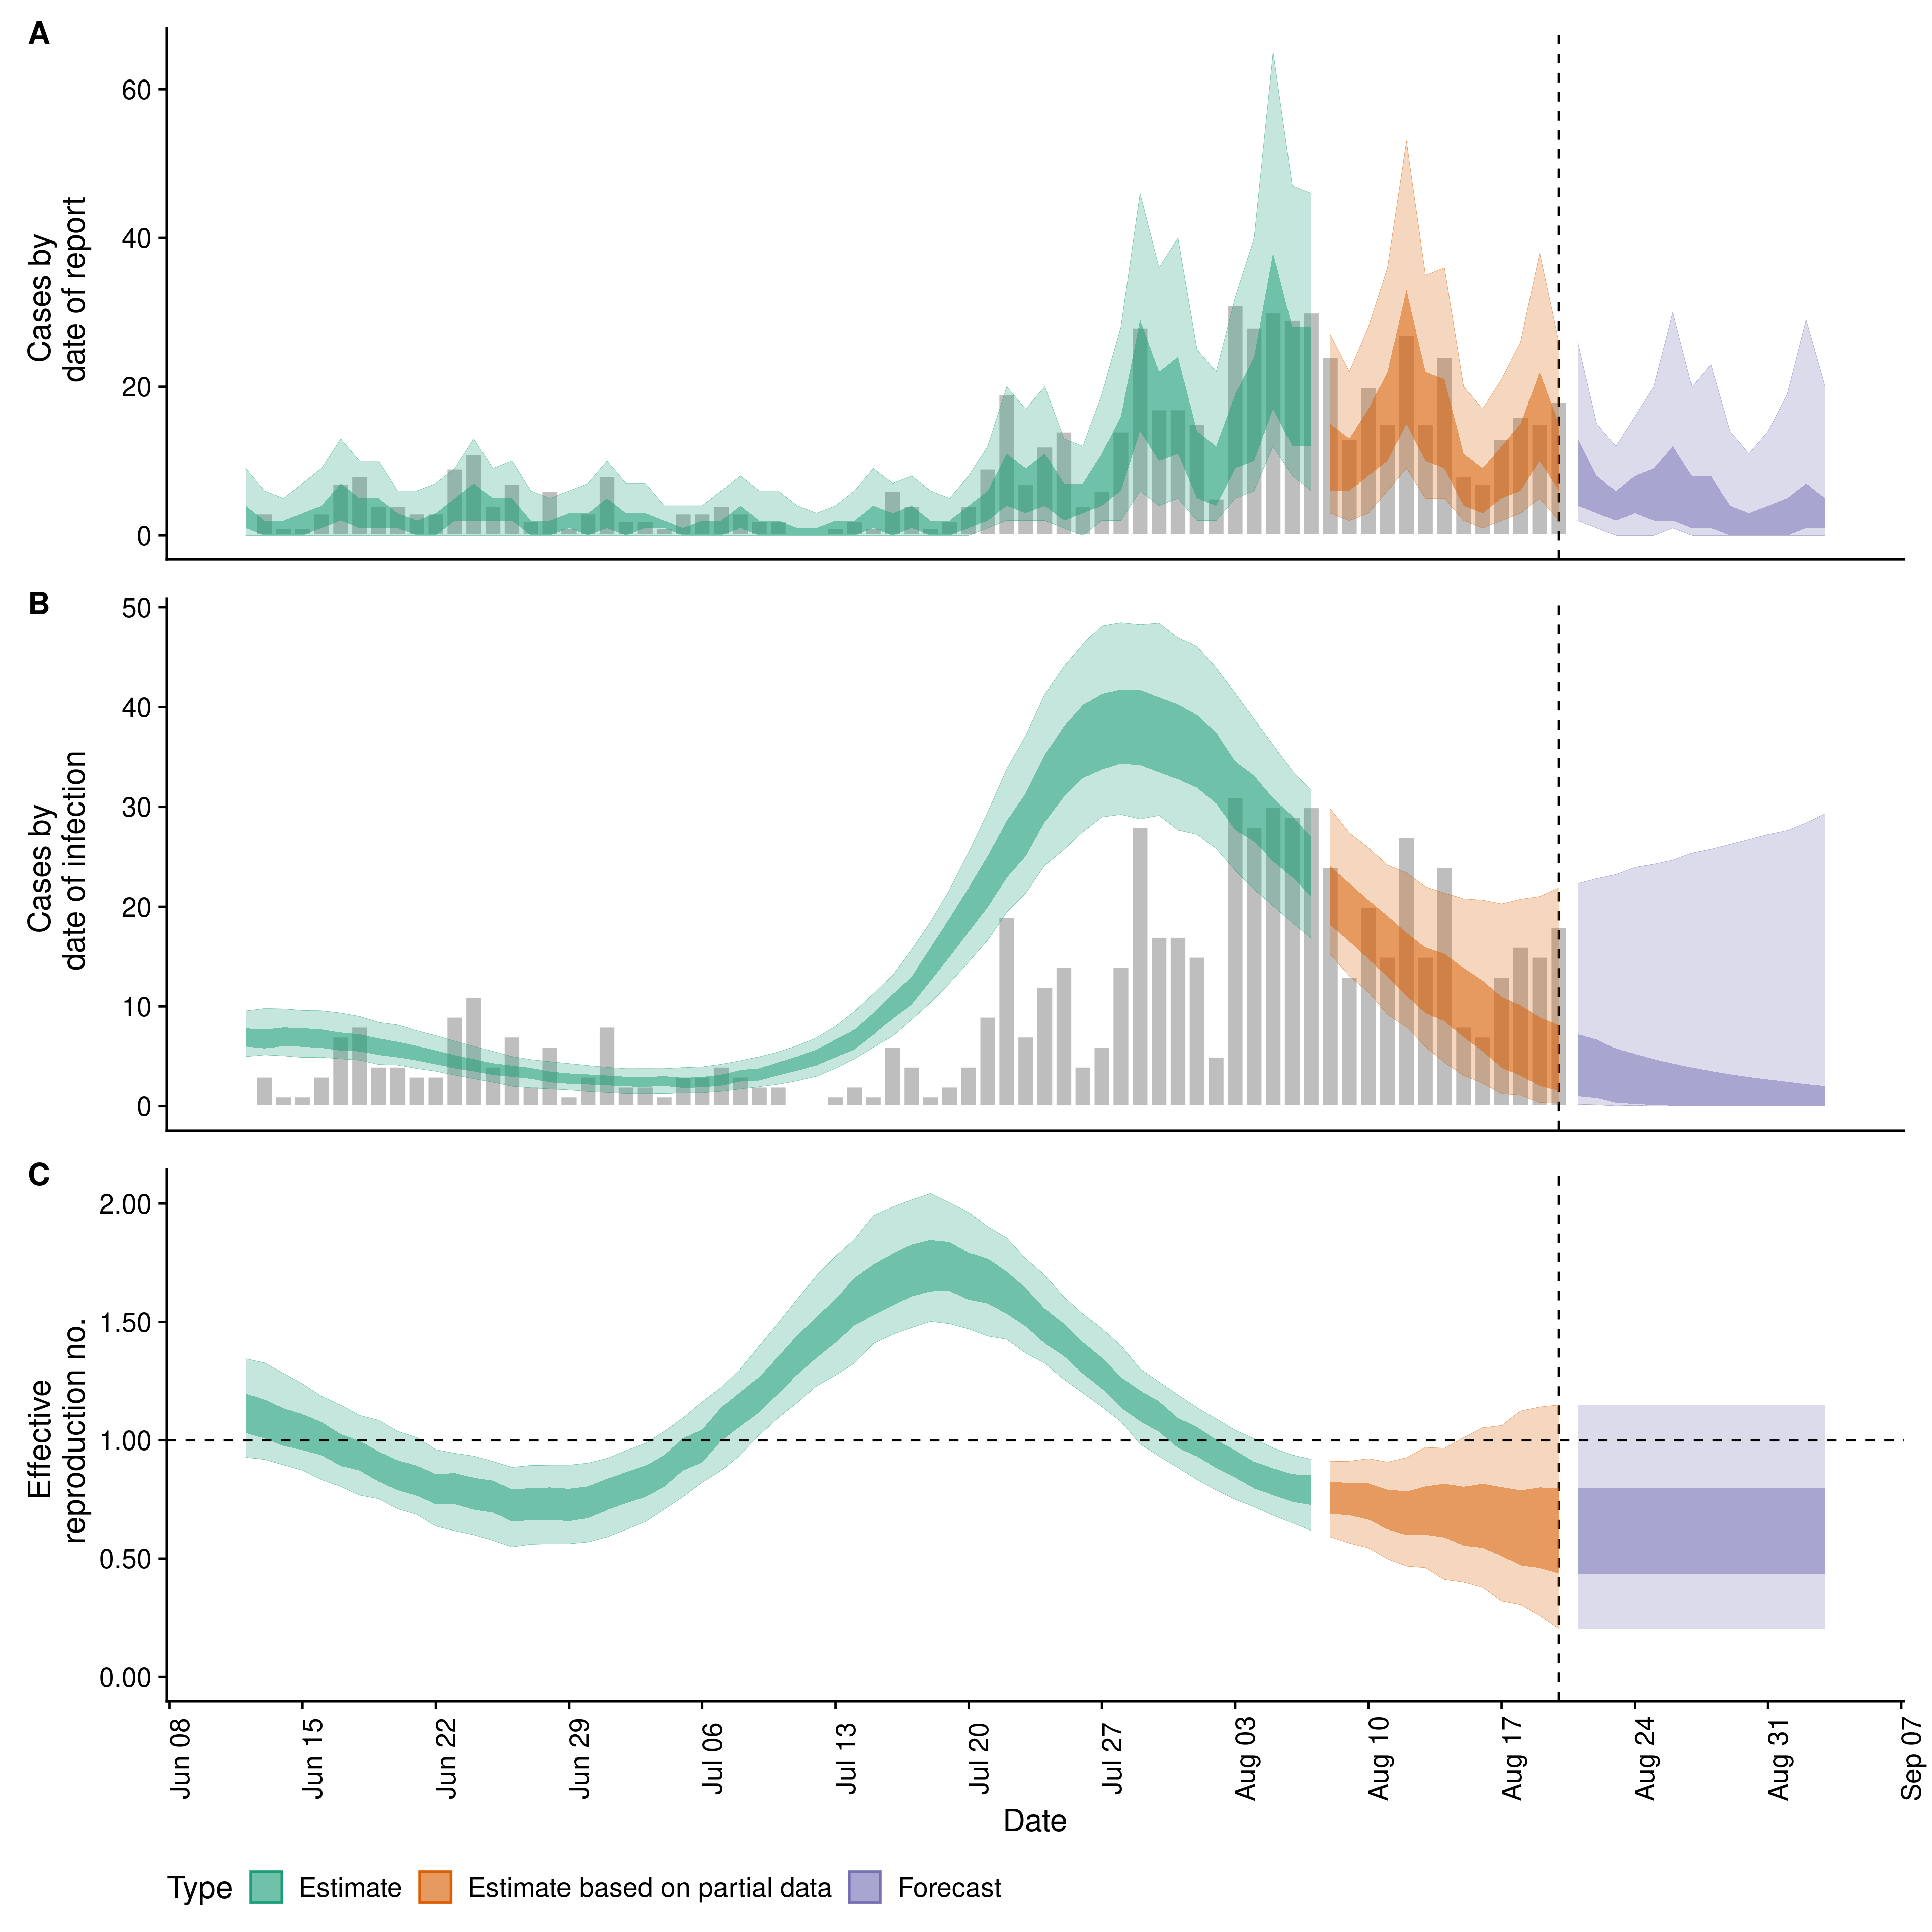 A
Cases by
date of report
60
40
20
0
B
Cases by
date of infection
50
40
30
20
10
0
C
Effective
reproduction no.
2.00
1.50
1.00
0.50
0.00
Jun 08
Jun 15
Jun 22
Jun 29
Jul 06
Jul 13
Jul 20
Jul 27
Aug 03
Aug 10
Aug 17
Aug 24
Aug 31
Sep 07
Date
Type Estimate Estimate based on partial data Forecast